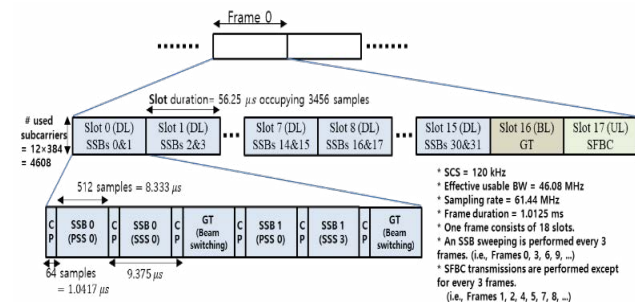 Frame 0
Slot duration= 56.25 μs occupying 3456 samples
# used
subcarriers
= 12×384
= 4608
Slot 0 (DL)
SSBs 0&1
Slot 1 (DL)
SSBs 2&3
Slot 7 (DL)
SSBs 14&15
Slot 8 (DL)
SSBs 16&17
Slot 15 (DL)
SSBs 30&31
Slot 16 (BL)
GT
Slot 17 (UL)
SFBC
512 samples = 8.333 μs
C
P
SSB 0
(PSS 0)
C
P
SSB 0
(SSS 0)
C
P
GT
(Beam
switching)
C
P
SSB 1
(PSS 0)
C
P
SSB 1
(SSS 3)
C
P
GT
(Beam
switching)
64 samples
= 1.0417 μs
9.375 μs
* SCS = 120 kHz
* Effective usable BW = 46.08 MHz
* Sampling rate = 61.44 MHz
* Frame duration = 1.0125 ms
* One frame consists of 18 slots.
* An SSB sweeping is performed every 3
frames. (i.e., Frames 0, 3, 6, 9, ...)
* SFBC transmissions are performed except
for every 3 frames.
(i.e., Frames 1, 2, 4, 5, 7, 8, ...)